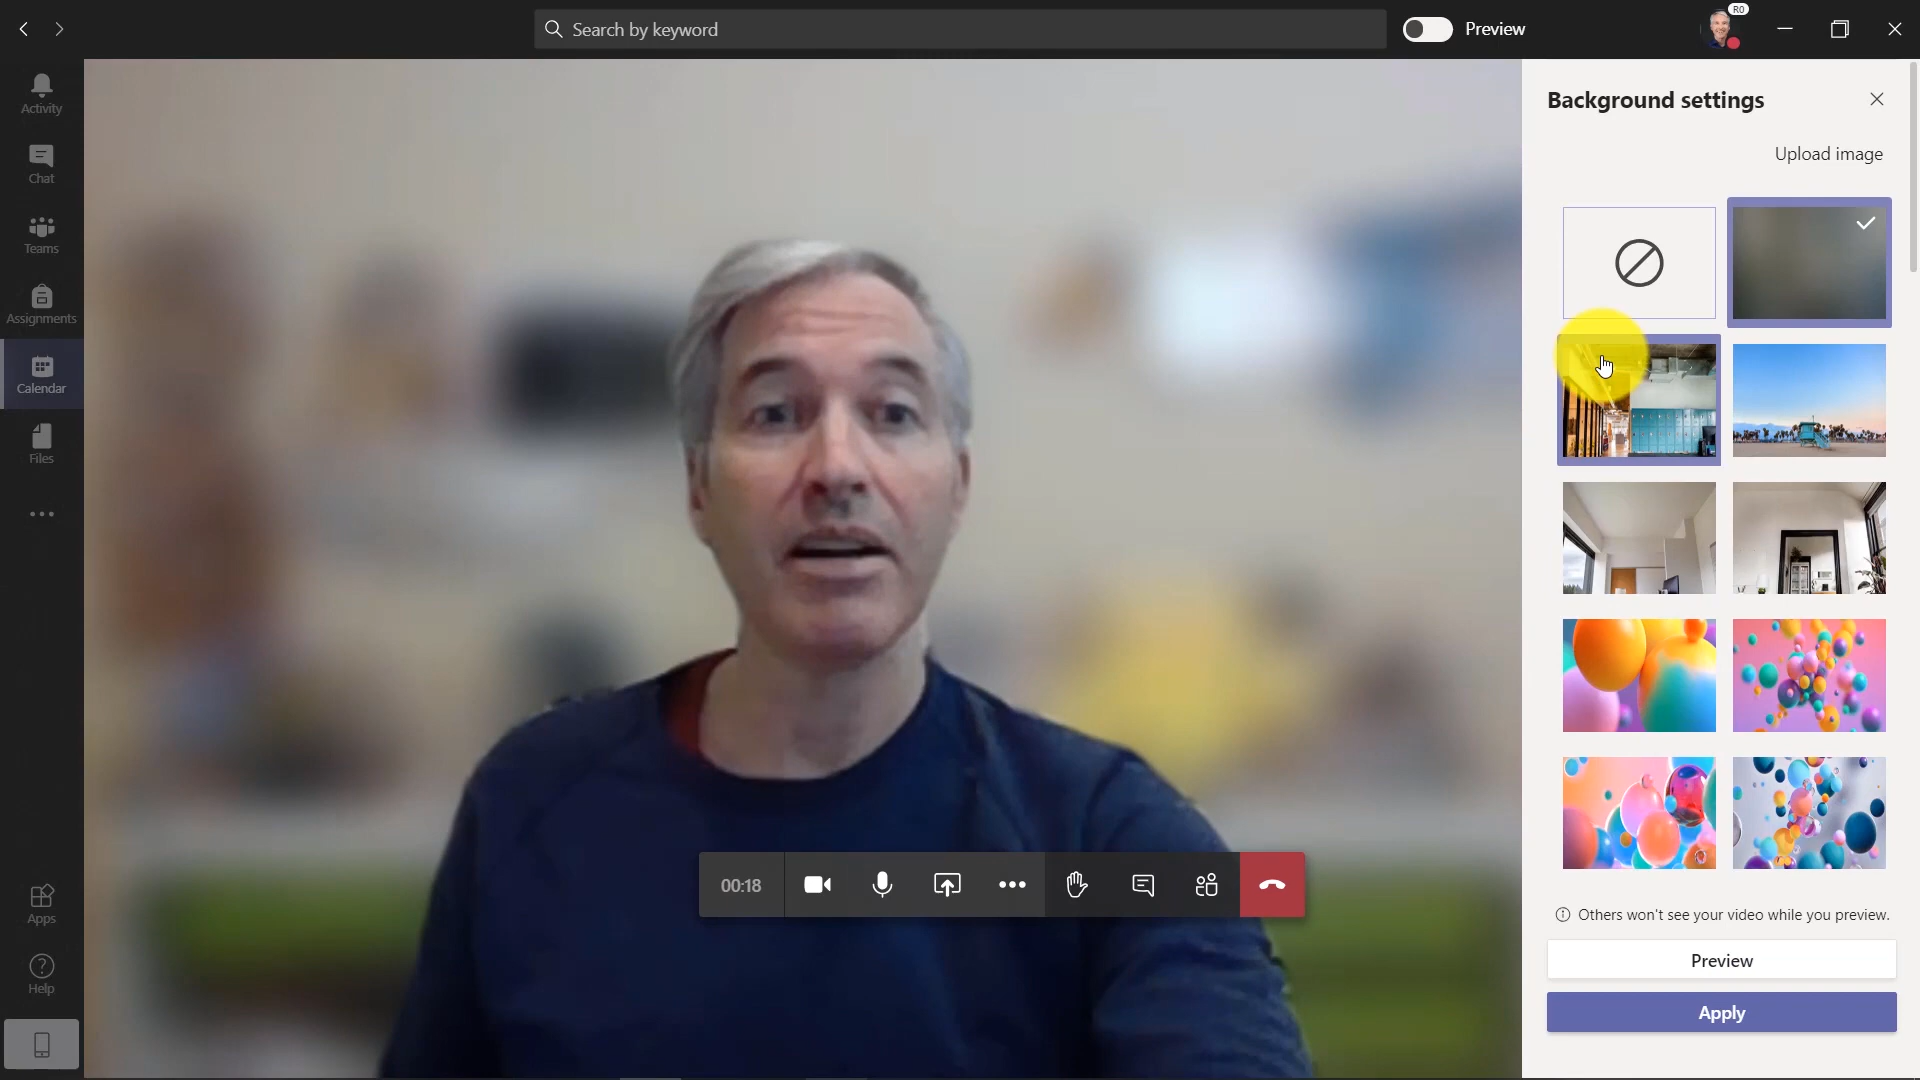 Search by keyword
Preview
RO
Activity
Chat
Teams
Assignments
Calendar
Files
Apps
Help
00:18
Background settings
Upload image
Others won't see your video while you preview.
Preview
Apply